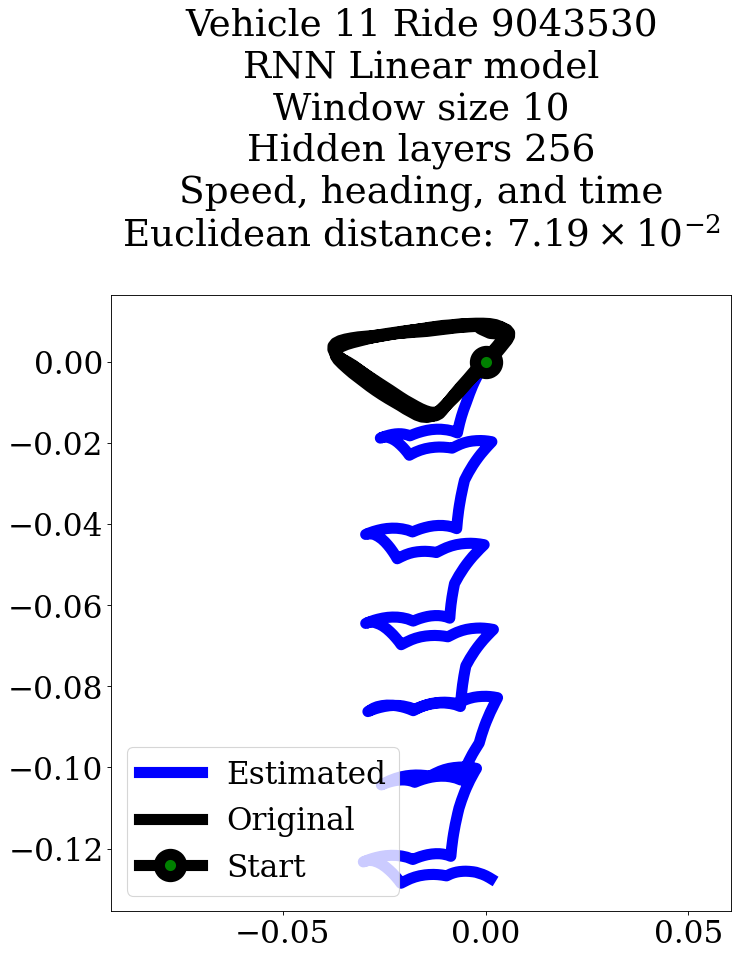 Vehicle 11 Ride 9043530
RNN Linear model
Window size 10
Hidden layers 256
Speed, heading, and time
Euclidean distance: 7.19 × 10⁻²
0.00
−0.02
−0.04
−0.06
−0.08
−0.10
−0.12
Estimated
Original
Start
−0.05
0.00
0.05